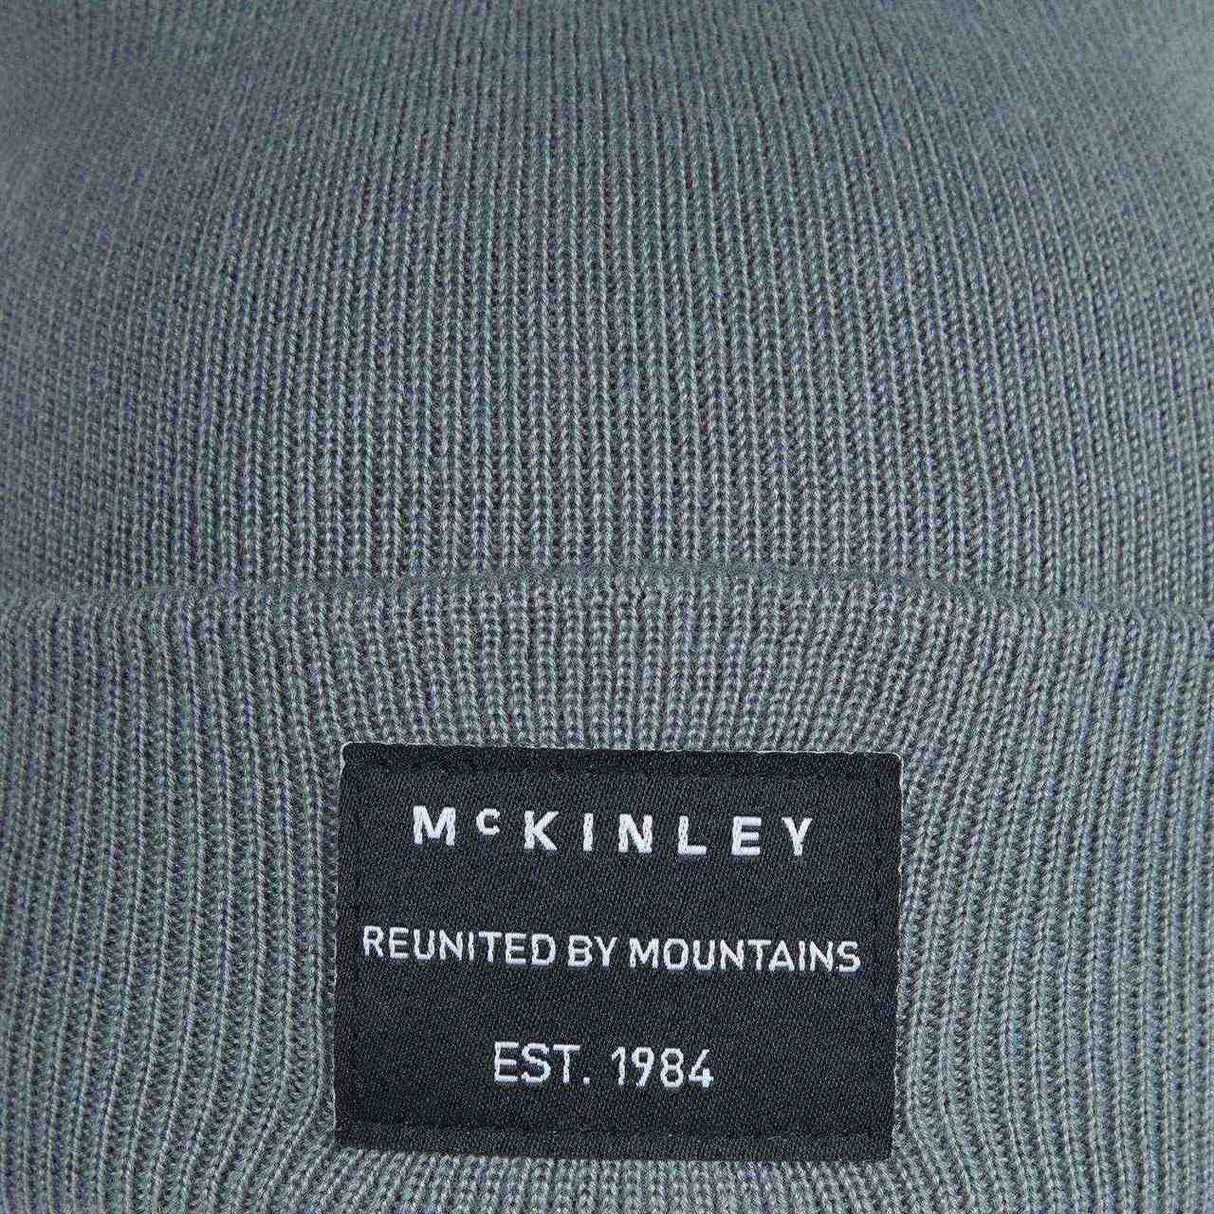 McKINLEY
REUNITED BY MOUNTAINS
EST. 1984